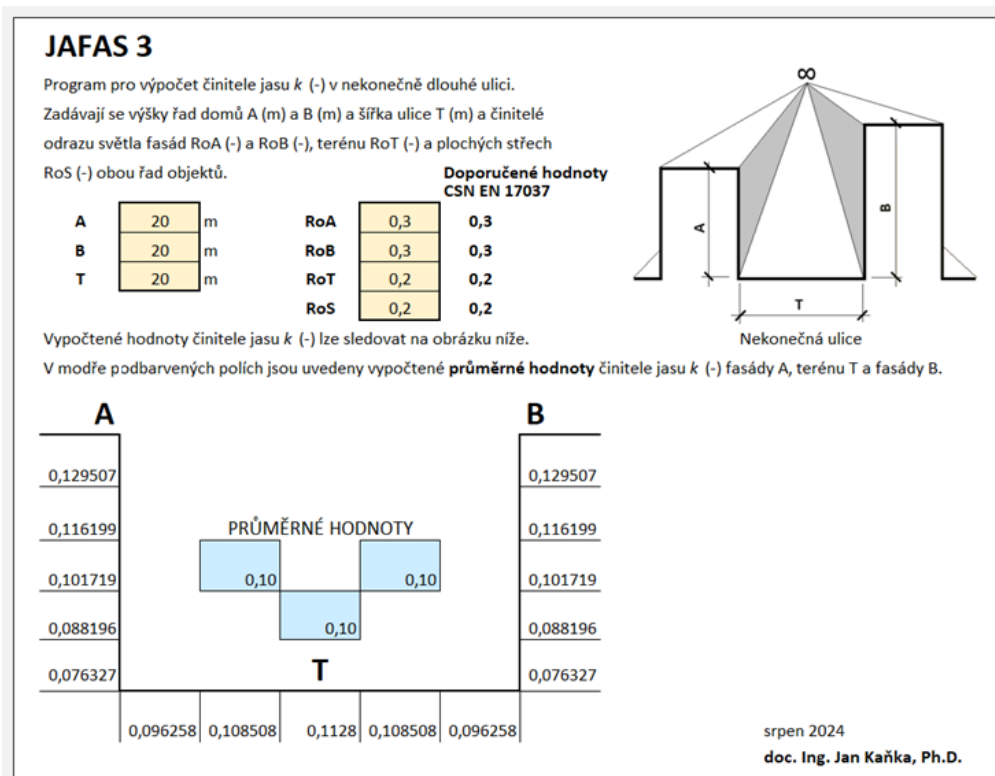 JAFAS 3
Program pro výpočet činitele jasu k (-) v nekonečně dlouhé ulici.
Zadávají se výšky řad domů A (m) a B (m) a šířka ulice T (m) a činitelé
odrazu světla fasád RoA (-) a RoB (-), terénu RoT (-) a plochých střech
RoS (-) obou řad objektů.
Doporučené hodnoty
CSN EN 17037
A 20 m RoA 0,3 0,3
B 20 m RoB 0,3 0,3
T 20 m RoT 0,2 0,2
RoS 0,2 0,2
∞
A
B
T
Nekonečná ulice
Vypočtené hodnoty činitele jasu k (-) lze sledovat na obrázku níže.
V modře podbarvených polích jsou uvedeny vypočtené průměrné hodnoty činitele jasu k (-) fasády A, terénu T a fasády B.
A B
0,129507 0,129507
0,116199 PRŮMĚRNÉ HODNOTY 0,116199
0,101719 0,10 0,10 0,101719
0,088196 0,10 0,088196
0,076327 T 0,076327
0,096258 0,108508 0,1128 0,108508 0,096258
srpen 2024
doc. Ing. Jan Kaňka, Ph.D.